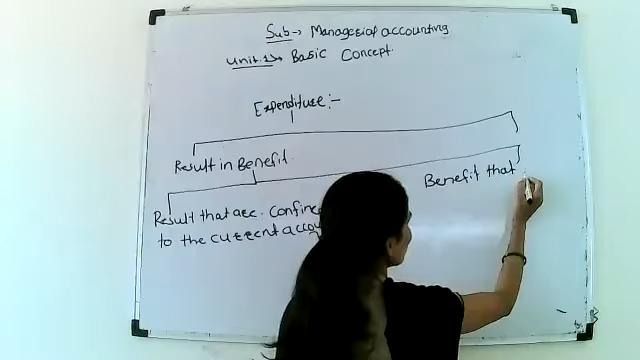 Sub→ Managerial accounting
Unit:1→ Basic Concept.
Expenditure:-
Result in Benefit.
Benefit that
Result that are. Confine
to the current accou